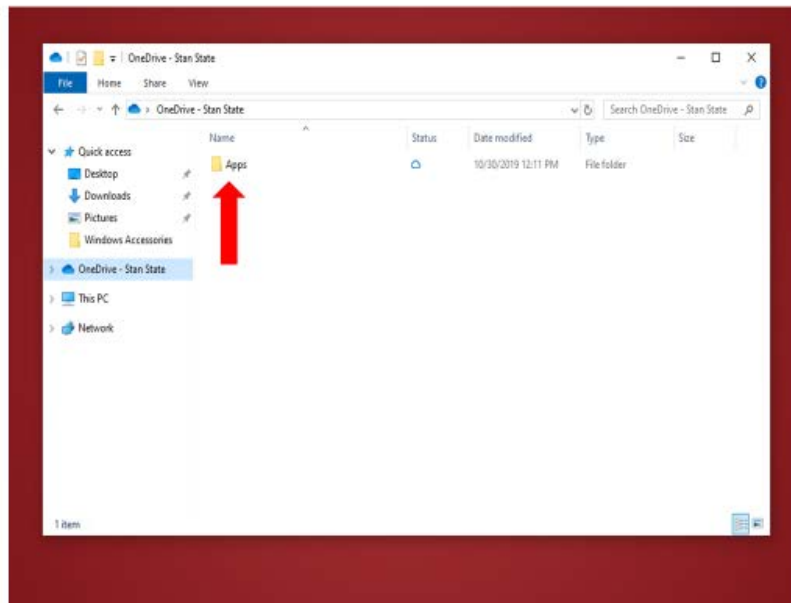 OneDrive - Stan State
File Home Share View
OneDrive - Stan State Search OneDrive - Stan State
Name Status Date modified Type Size
Quick access
Apps 10/30/2019 12:11 PM File folder
Desktop
Downloads
Pictures
Windows Accessories
OneDrive - Stan State
This PC
Network
1 item